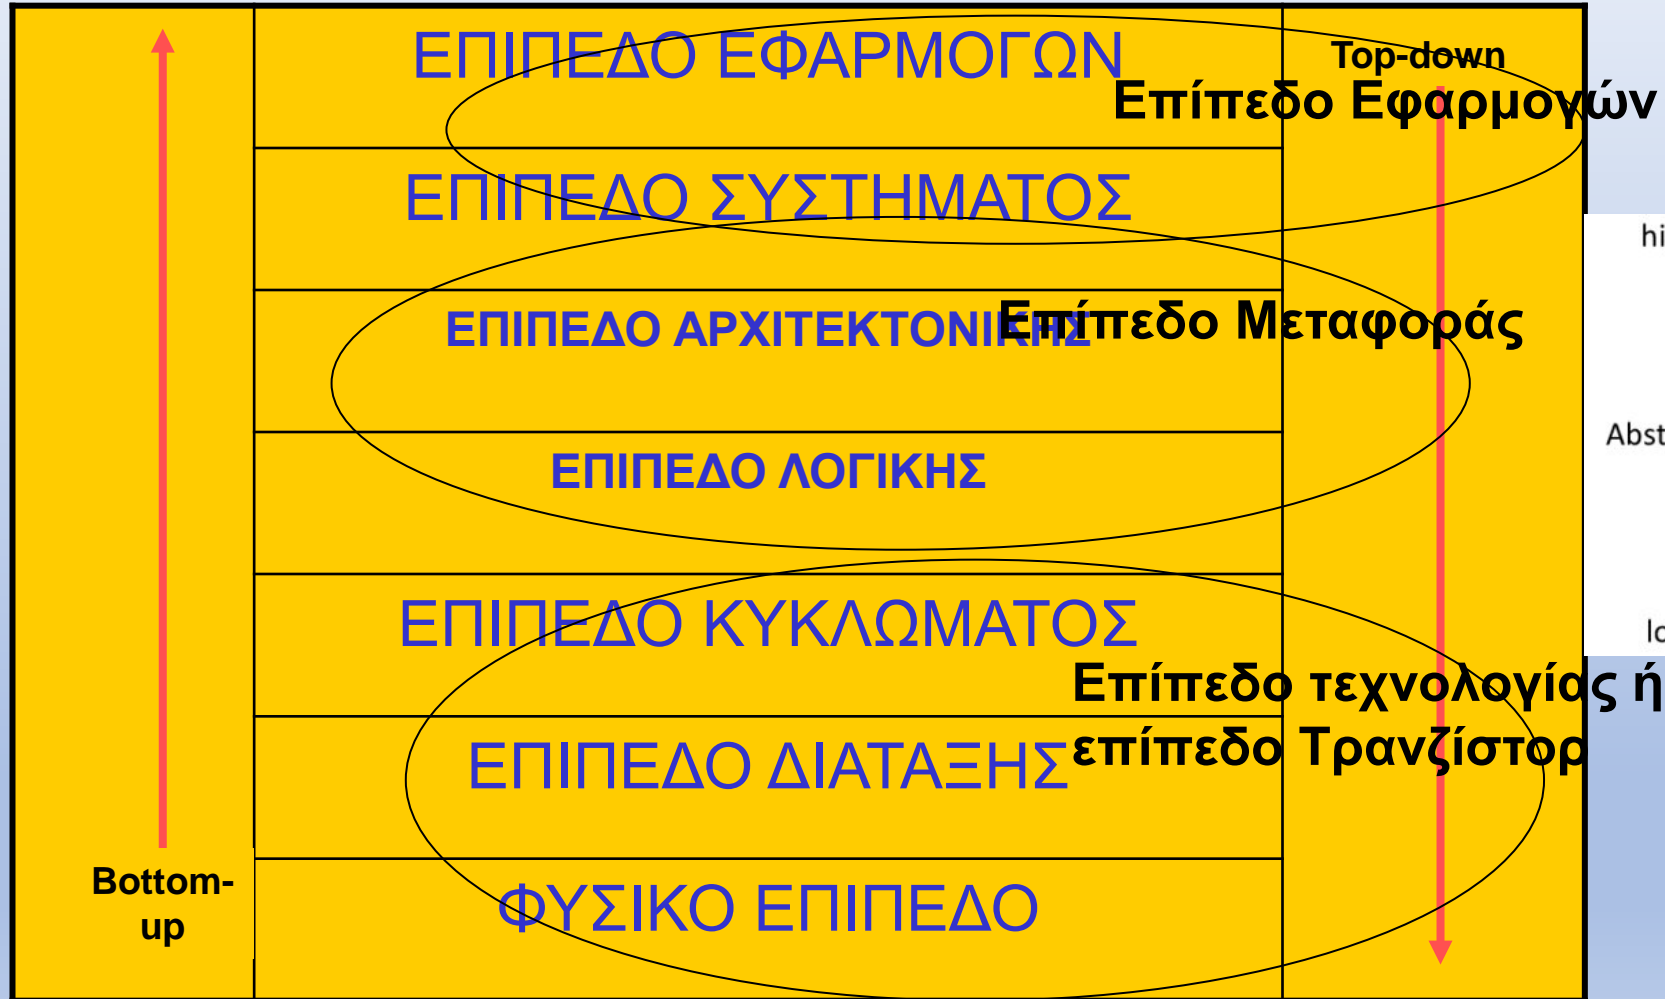 ΕΠΙΠΕΔΟ ΕΦΑΡΜΟΓΩΝ
Top-down
Επίπεδο Εφαρμογών
ΕΠΙΠΕΔΟ ΣΥΣΤΗΜΑΤΟΣ
ΕΠΙΠΕΔΟ ΑΡΧΙΤΕΚΤΟΝΙΚΗΣ
Επίπεδο Μεταφοράς
ΕΠΙΠΕΔΟ ΛΟΓΙΚΗΣ
ΕΠΙΠΕΔΟ ΚΥΚΛΩΜΑΤΟΣ
Επίπεδο τεχνολογίας ή
επίπεδο Τρανζίστορ
ΕΠΙΠΕΔΟ ΔΙΑΤΑΞΗΣ
Bottom-
up
ΦΥΣΙΚΟ ΕΠΙΠΕΔΟ